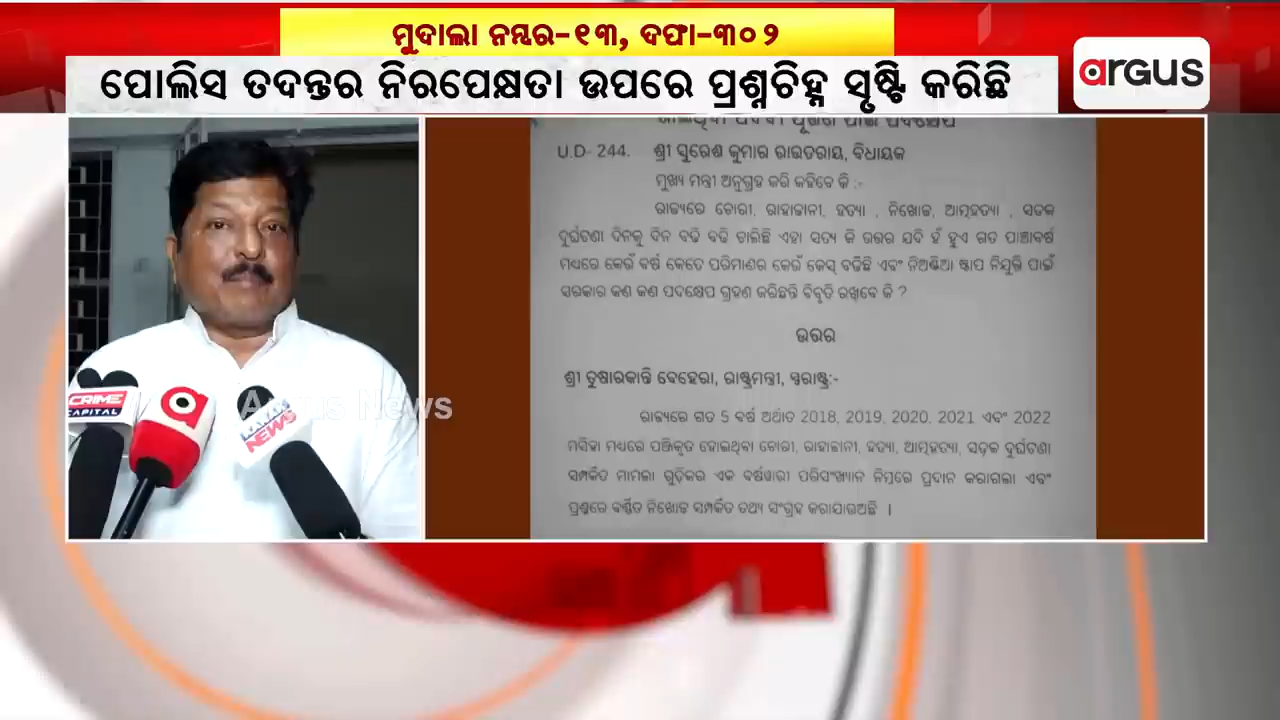 ମୁଦାଲା ନମ୍ବର-୧୩, ଦଫା-୩୦୨
ପୋଲିସ ତଦନ୍ତର ନିରପେକ୍ଷତା ଉପରେ ପ୍ରଶ୍ନଚିହ୍ନ ସୃଷ୍ଟି କରିଛି
argus
U.D- 244. ଶ୍ରୀ ସୁରେଶ କୁମାର ରାଉତରାୟ, ବିଧାୟକ
ମୁଖ୍ୟ ମନ୍ତ୍ରୀ ଅନୁଗ୍ରହ କରି କହିବେ କି :-
ରାଜ୍ୟରେ ଚୋରୀ, ରାହାଜାନୀ, ହତ୍ୟା , ନିଖୋଜ, ଆତ୍ମହତ୍ୟା , ସଡକ
ଦୁର୍ଘଟଣା ଦିନକୁ ଦିନ ବଢି ବଢି ଚାଲିଛି ଏହା ସତ୍ୟ କି ଉତ୍ତର ଯଦି ହଁ ହୁଏ ଗତ ପାଞ୍ଚବର୍ଷ
ମଧ୍ୟରେ କେଉଁ ବର୍ଷ କେତେ ପରିମାଣର କେଉଁ କେସ୍ ବଢିଛି ଏବଂ ନିଅଣ୍ଟିଆ ଷ୍ଟାପ ନିଯୁକ୍ତି ପାଇଁ
ସରକାର କଣ କଣ ପଦକ୍ଷେପ ଗ୍ରହଣ କରିଛନ୍ତି ବିବୃତି ରଖିବେ କି ?
ଉତ୍ତର
ଶ୍ରୀ ତୁଷାରକାନ୍ତି ବେହେରା, ରାଷ୍ଟ୍ରମନ୍ତ୍ରୀ, ସ୍ୱରାଷ୍ଟ୍ର:-
ରାଜ୍ୟରେ ଗତ 5 ବର୍ଷ ଅର୍ଥାତ 2018, 2019, 2020, 2021 ଏବଂ 2022
ମସିହା ମଧ୍ୟରେ ପଞ୍ଜିକୃତ ହୋଇଥିବା ଚୋରୀ, ରାହାଜାନୀ, ହତ୍ୟା, ଆତ୍ମହତ୍ୟା, ସଡ଼କ ଦୁର୍ଘଟଣା
ସମ୍ପର୍କିତ ମାମଲା ଗୁଡ଼ିକର ଏକ ବର୍ଷୱାରୀ ପରିସଂଖ୍ୟାନ ନିମ୍ନରେ ପ୍ରଦାନ କରାଗଲା ଏବଂ
ପ୍ରଶ୍ନରେ ବର୍ଣ୍ଣିତ ନିଖୋଜ ସମ୍ପର୍କିତ ତଥ୍ୟ ସଂଗ୍ରହ କରାଯାଉଅଛି ।
CRIME
CAPITAL
NEWS
Argus News